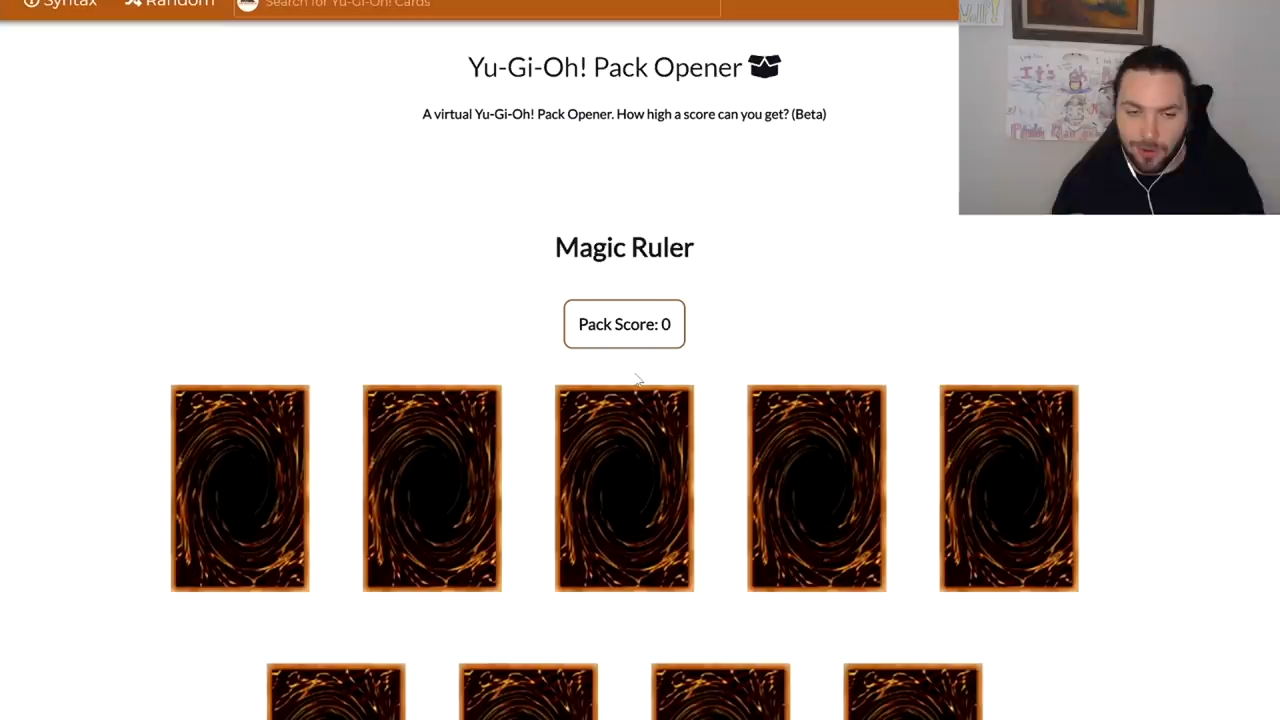 Syntax Random Search for Yu-Gi-Oh! Cards
Yu-Gi-Oh! Pack Opener
A virtual Yu-Gi-Oh! Pack Opener. How high a score can you get? (Beta)
Magic Ruler
Pack Score: 0
It's